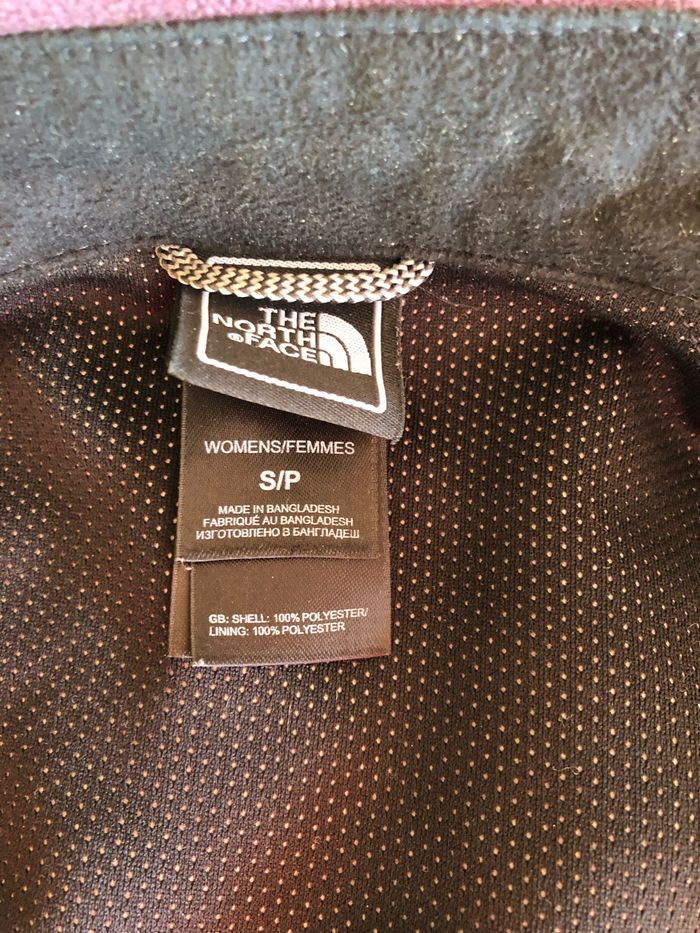 THE
NORTH
FACE®
WOMENS/FEMMES
S/P
MADE IN BANGLADESH
FABRIQUÉ AU BANGLADESH
ИЗГОТОВЛЕНО В БАНГЛАДЕШ
GB: SHELL: 100% POLYESTER/
LINING: 100% POLYESTER